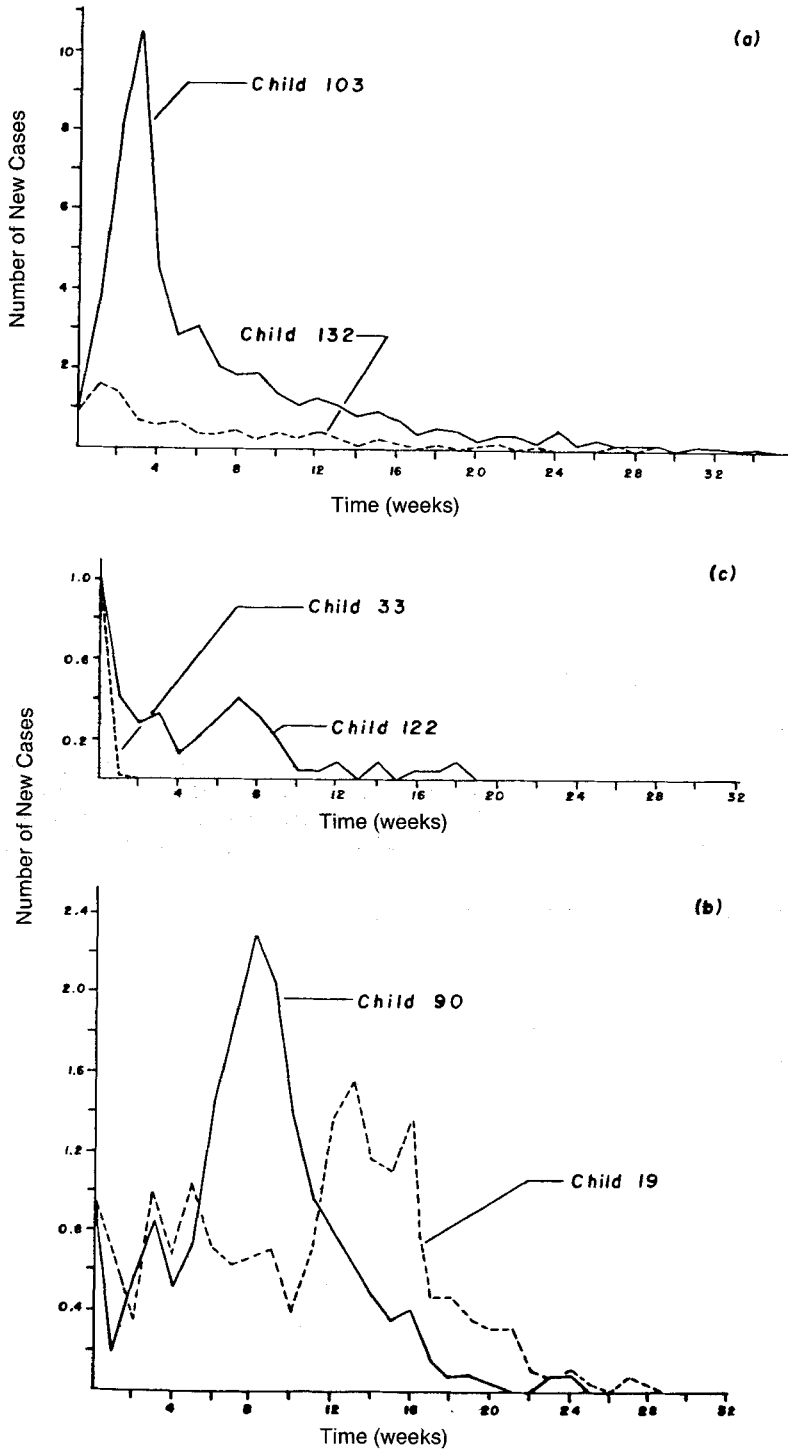 (a)
Number of New Cases
10
8
6
4
2
Child 103
Child 132
4 8 12 16 20 24 28 32
Time (weeks)
(c)
Number of New Cases
1.0
0.6
0.2
Child 33
Child 122
4 8 12 16 20 24 28 32
Time (weeks)
(b)
2.4
2.0
1.6
1.2
0.8
0.4
Child 90
Child 19
4 8 12 16 20 24 28 32
Time (weeks)